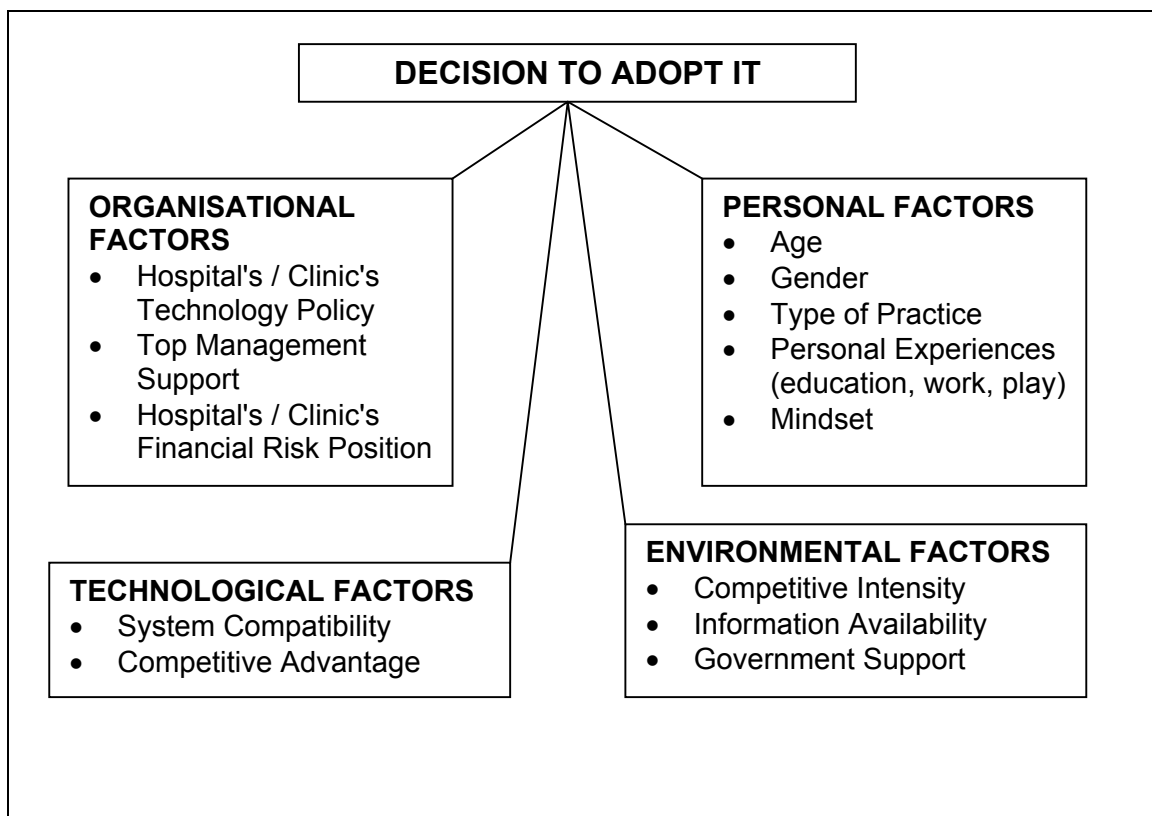 DECISION TO ADOPT IT
ORGANISATIONAL
FACTORS
• Hospital's / Clinic's
Technology Policy
• Top Management
Support
• Hospital's / Clinic's
Financial Risk Position
PERSONAL FACTORS
• Age
• Gender
• Type of Practice
• Personal Experiences
(education, work, play)
• Mindset
TECHNOLOGICAL FACTORS
• System Compatibility
• Competitive Advantage
ENVIRONMENTAL FACTORS
• Competitive Intensity
• Information Availability
• Government Support